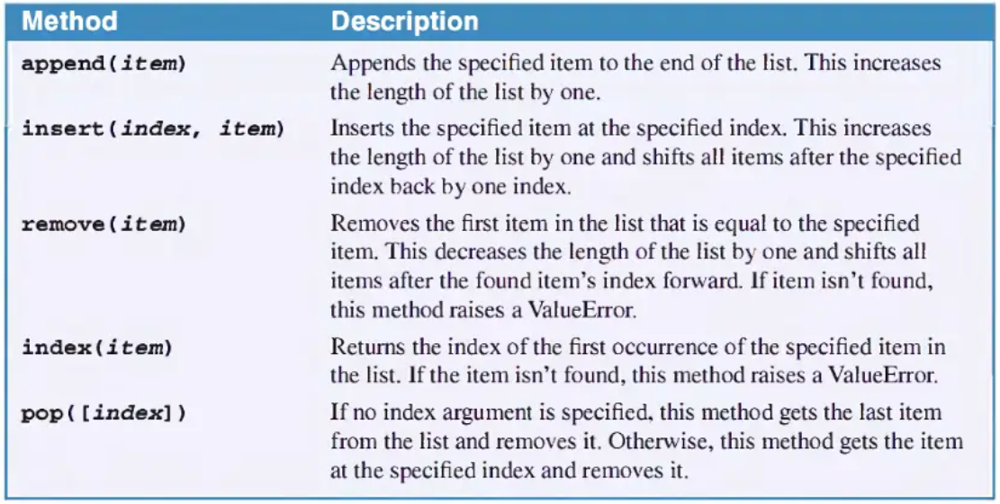 Method Description
append(item) Appends the specified item to the end of the list. This increases
the length of the list by one.
insert(index, item) Inserts the specified item at the specified index. This increases
the length of the list by one and shifts all items after the specified
index back by one index.
remove(item) Removes the first item in the list that is equal to the specified
item. This decreases the length of the list by one and shifts all
items after the found item's index forward. If item isn't found,
this method raises a ValueError.
index(item) Returns the index of the first occurrence of the specified item in
the list. If the item isn't found, this method raises a ValueError.
pop([index]) If no index argument is specified, this method gets the last item
from the list and removes it. Otherwise, this method gets the item
at the specified index and removes it.